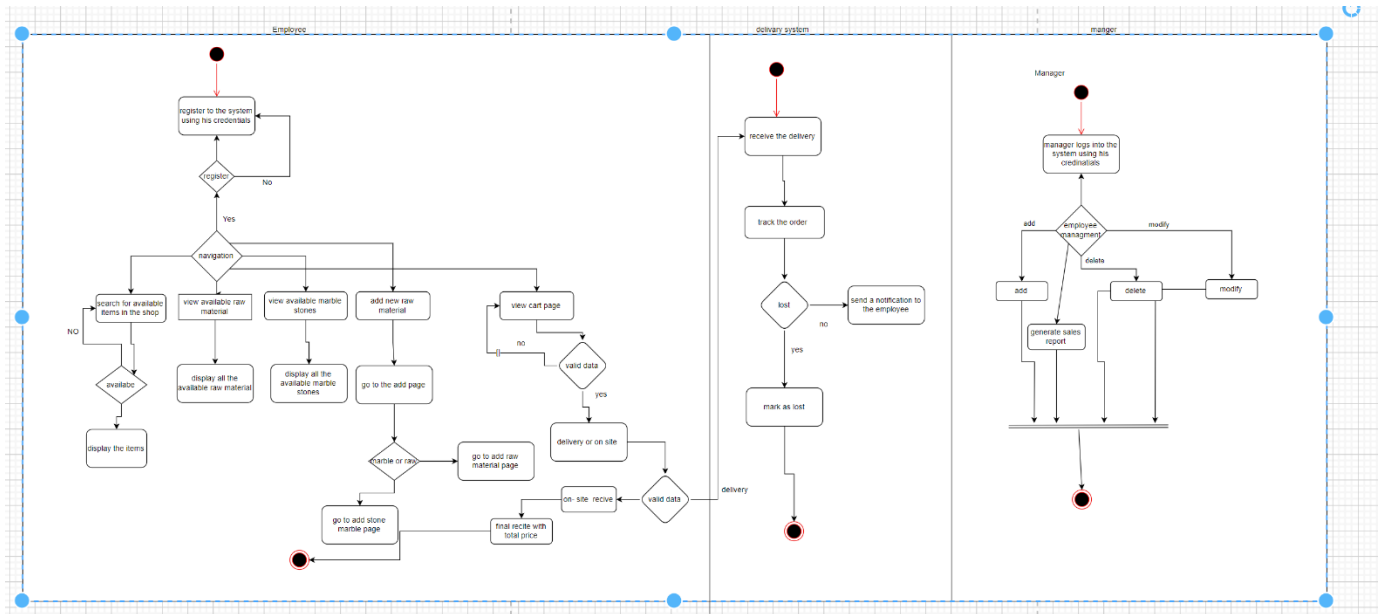 Employee
delivary system
manger
register to the system
using his credentials
register
No
Yes
navigation
search for available
items in the shop
view available raw
material
view available marble
stones
add new raw
material
view cart page
NO
availabe
display the items
display all the
available raw material
display all the
available marble
stones
go to the add page
no
valid data
yes
delivery or on site
marble or raw
go to add raw
material page
go to add stone
marble page
on- site recive
valid data
delivery
final recite with
total price
receive the delivery
track the order
lost
no
send a notification to
the employee
yes
mark as lost
Manager
manager logs into the
system using his
credinatials
employee
managment
add
modify
delete
add
delete
modify
generate sales
report